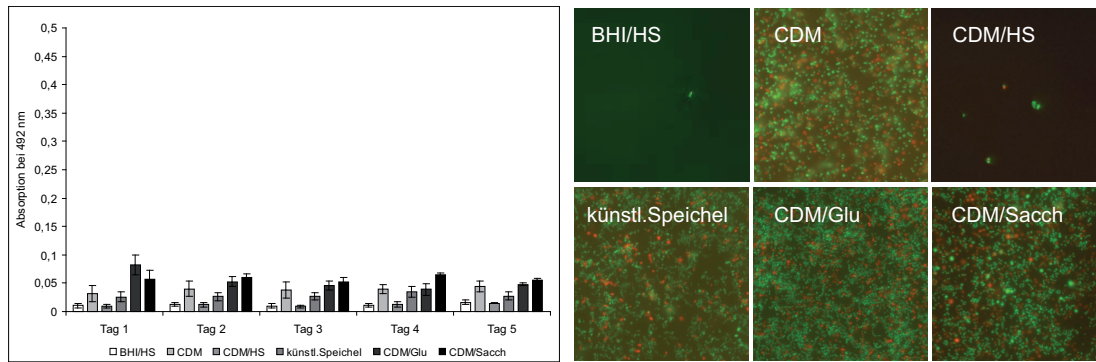 Absorption bei 492 nm
0,5
0,45
0,4
0,35
0,3
0,25
0,2
0,15
0,1
0,05
0
Tag 1 Tag 2 Tag 3 Tag 4 Tag 5
BHI/HS CDM CDM/HS künstl.Speichel CDM/Glu CDM/Sacch
BHI/HS CDM CDM/HS
künstl.Speichel CDM/Glu CDM/Sacch